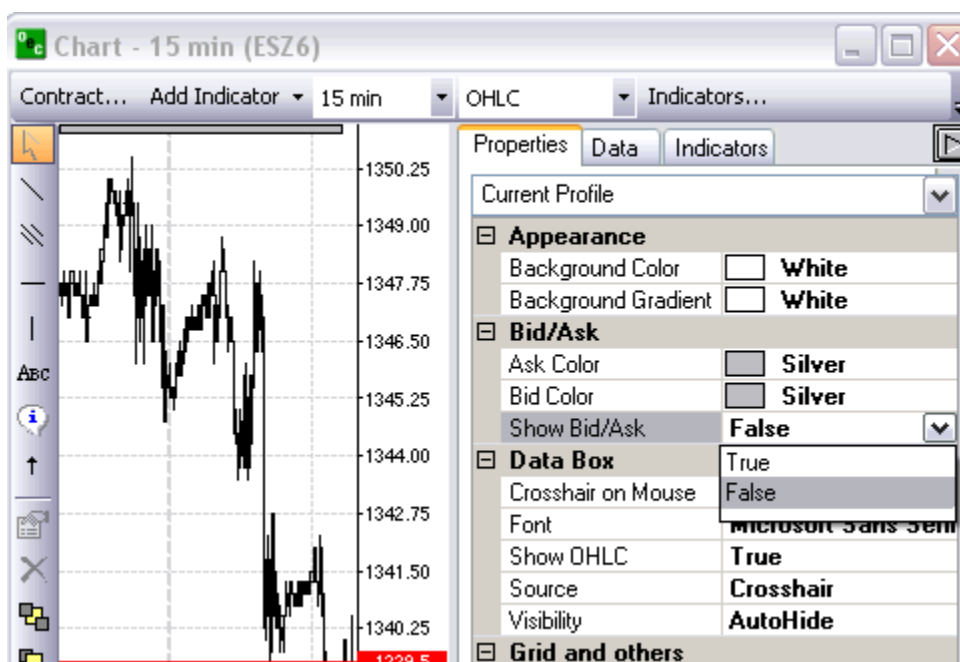 Chart - 15 min (ESZ6)
Contract... Add Indicator 15 min OHLC Indicators...
Properties Data Indicators
Current Profile
Appearance
Background Color White
Background Gradient White
Bid/Ask
Ask Color Silver
Bid Color Silver
Show Bid/Ask False
True
False
Data Box
Crosshair on Mouse
Font Microsoft Sans Seri
Show OHLC True
Source Crosshair
Visibility AutoHide
Grid and others
ABC
1350.25
1349.00
1347.75
1346.50
1345.25
1344.00
1342.75
1341.50
1340.25